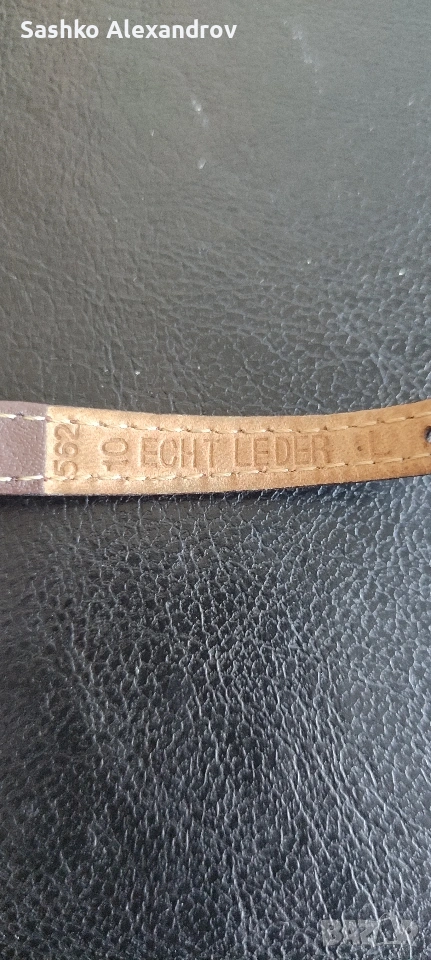 Sashko Alexandrov
562
10 ECHT LEDER L